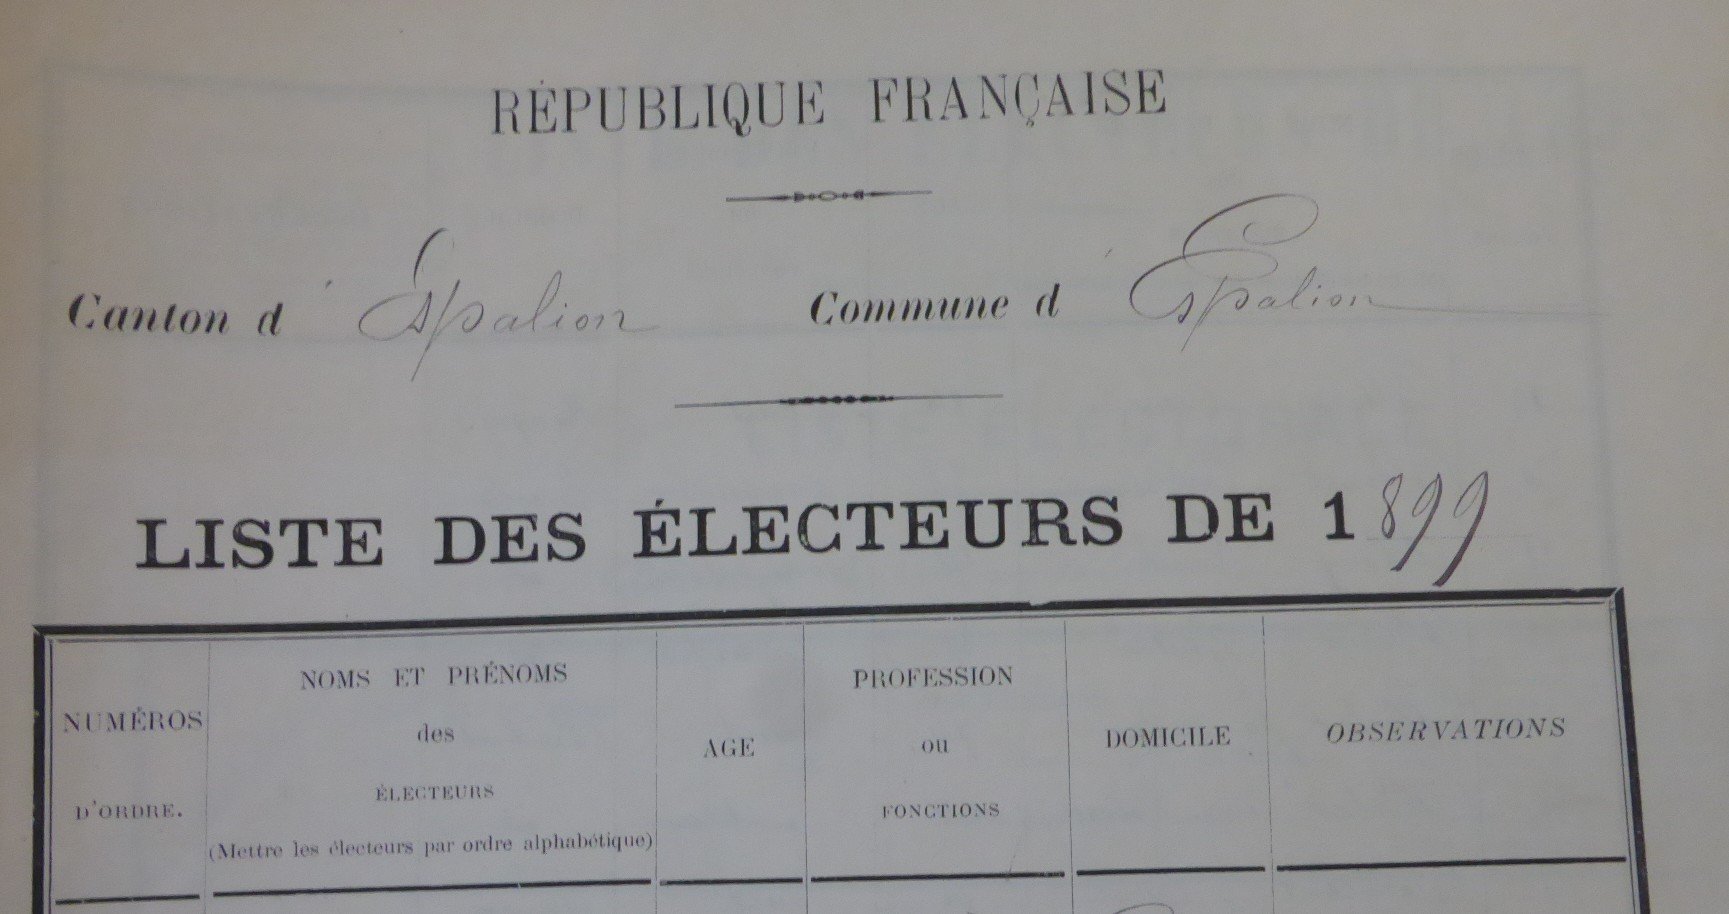 RÉPUBLIQUE FRANÇAISE
Canton d'Espalion Commune d'Espalion
LISTE DES ÉLECTEURS DE 1899
NUMÉROS
D'ORDRE.
NOMS ET PRÉNOMS
des
ÉLECTEURS
(Mettre les électeurs par ordre alphabétique)
AGE
PROFESSION
ou
FONCTIONS
DOMICILE
OBSERVATIONS